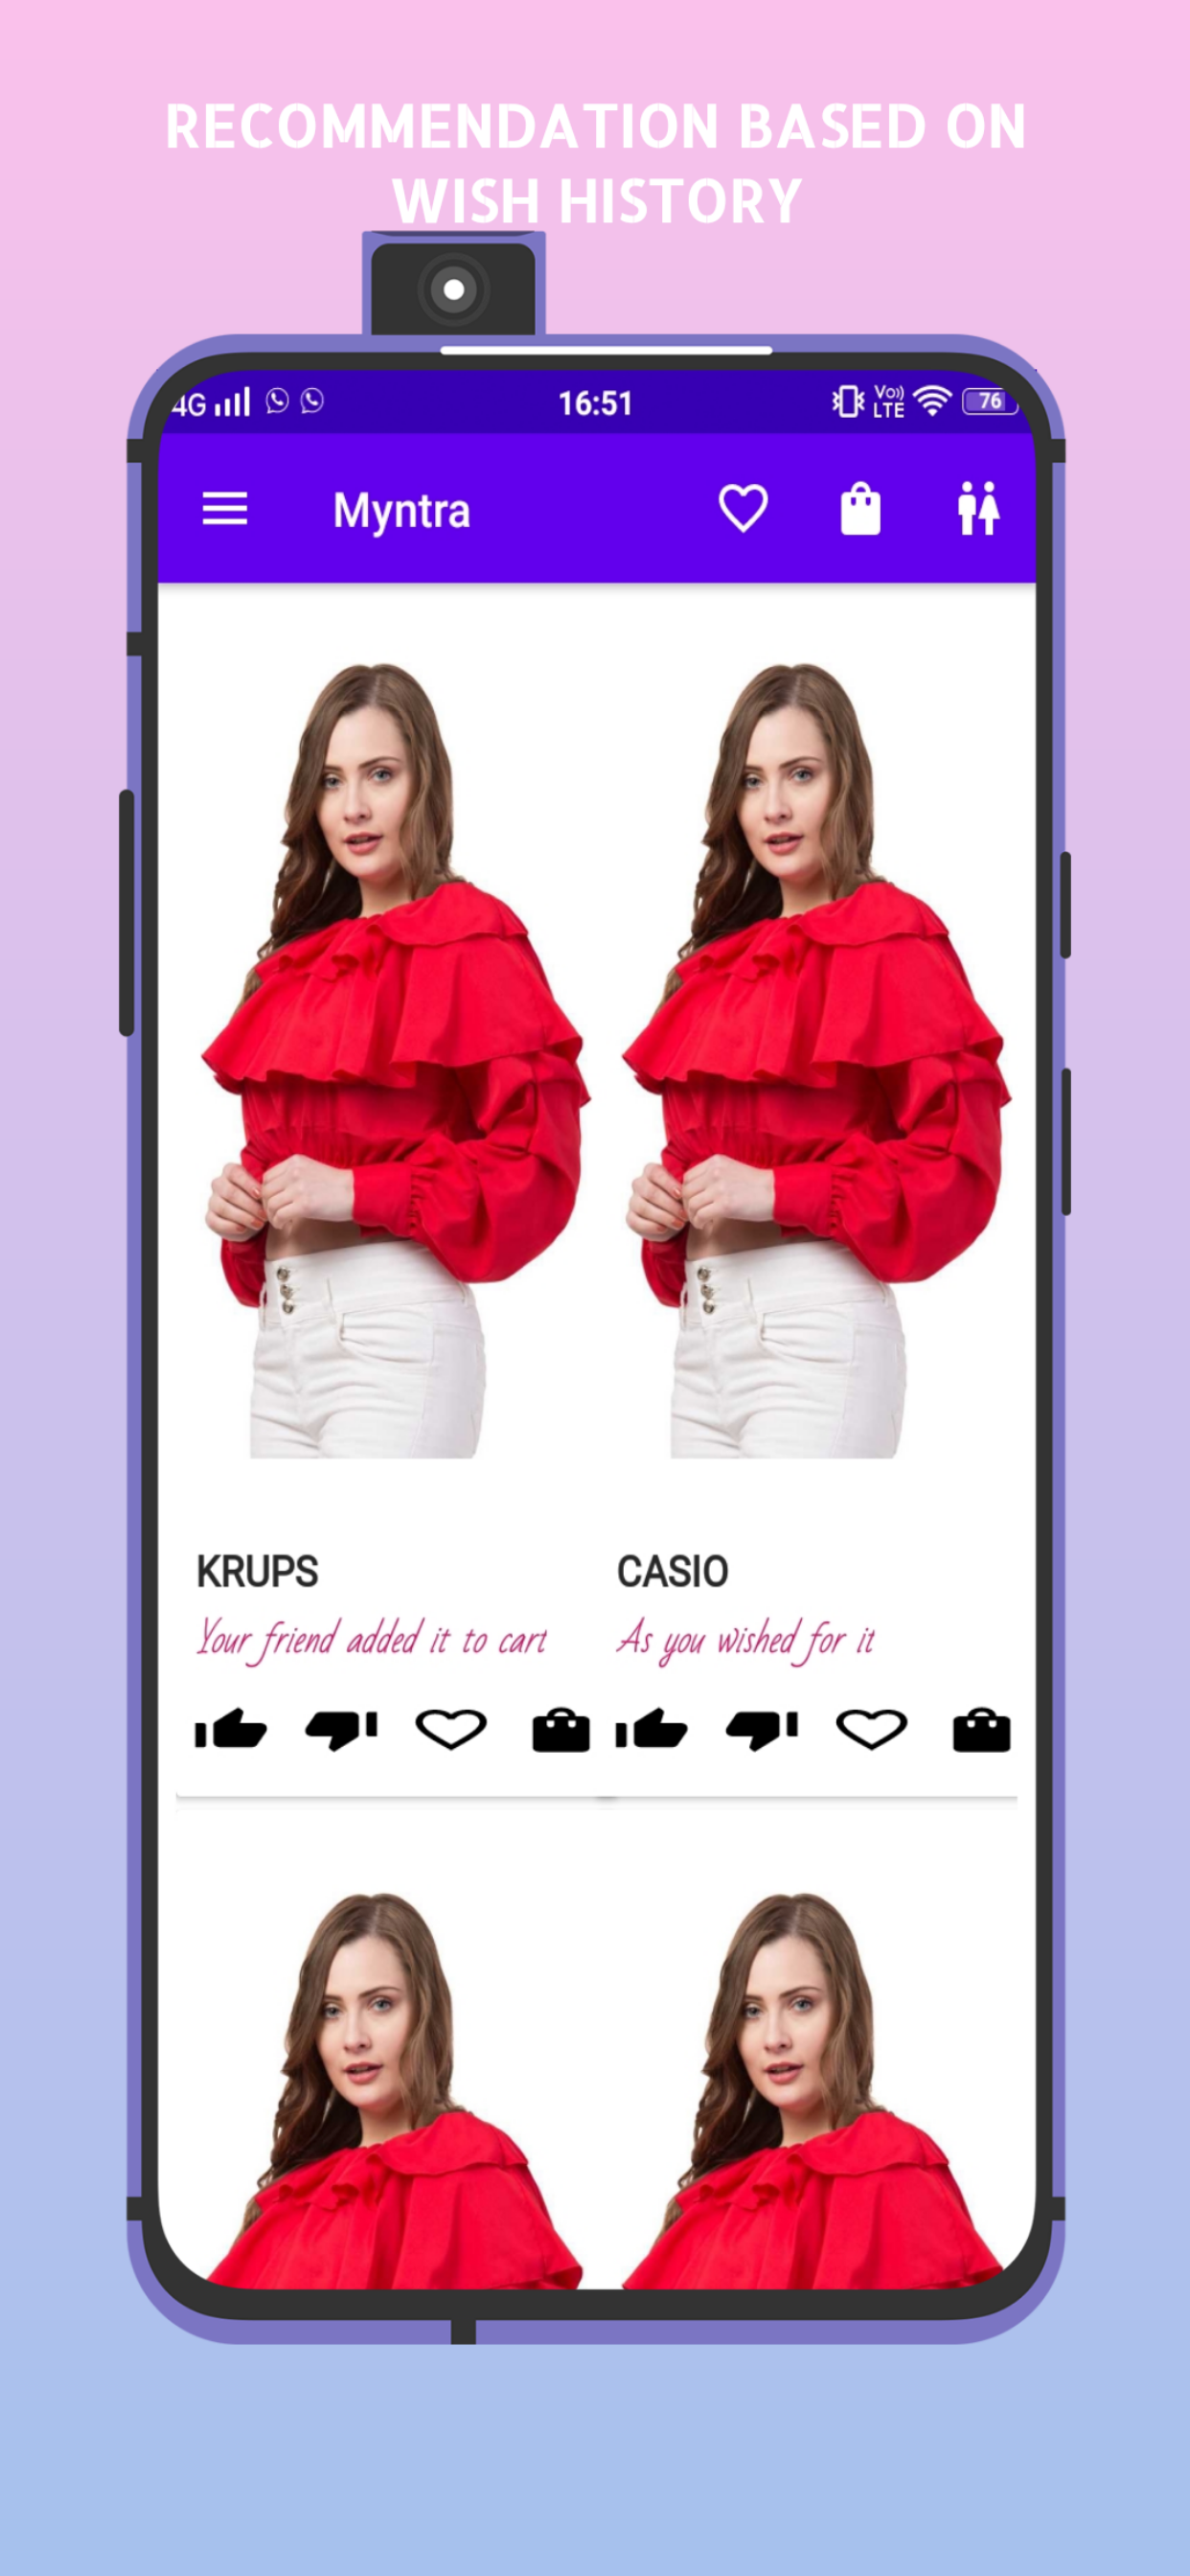 RECOMMENDATION BASED ON
WISH HISTORY
4G 16:51 Vo)) LTE 76
Myntra
KRUPS CASIO
Your friend added it to cart As you wished for it